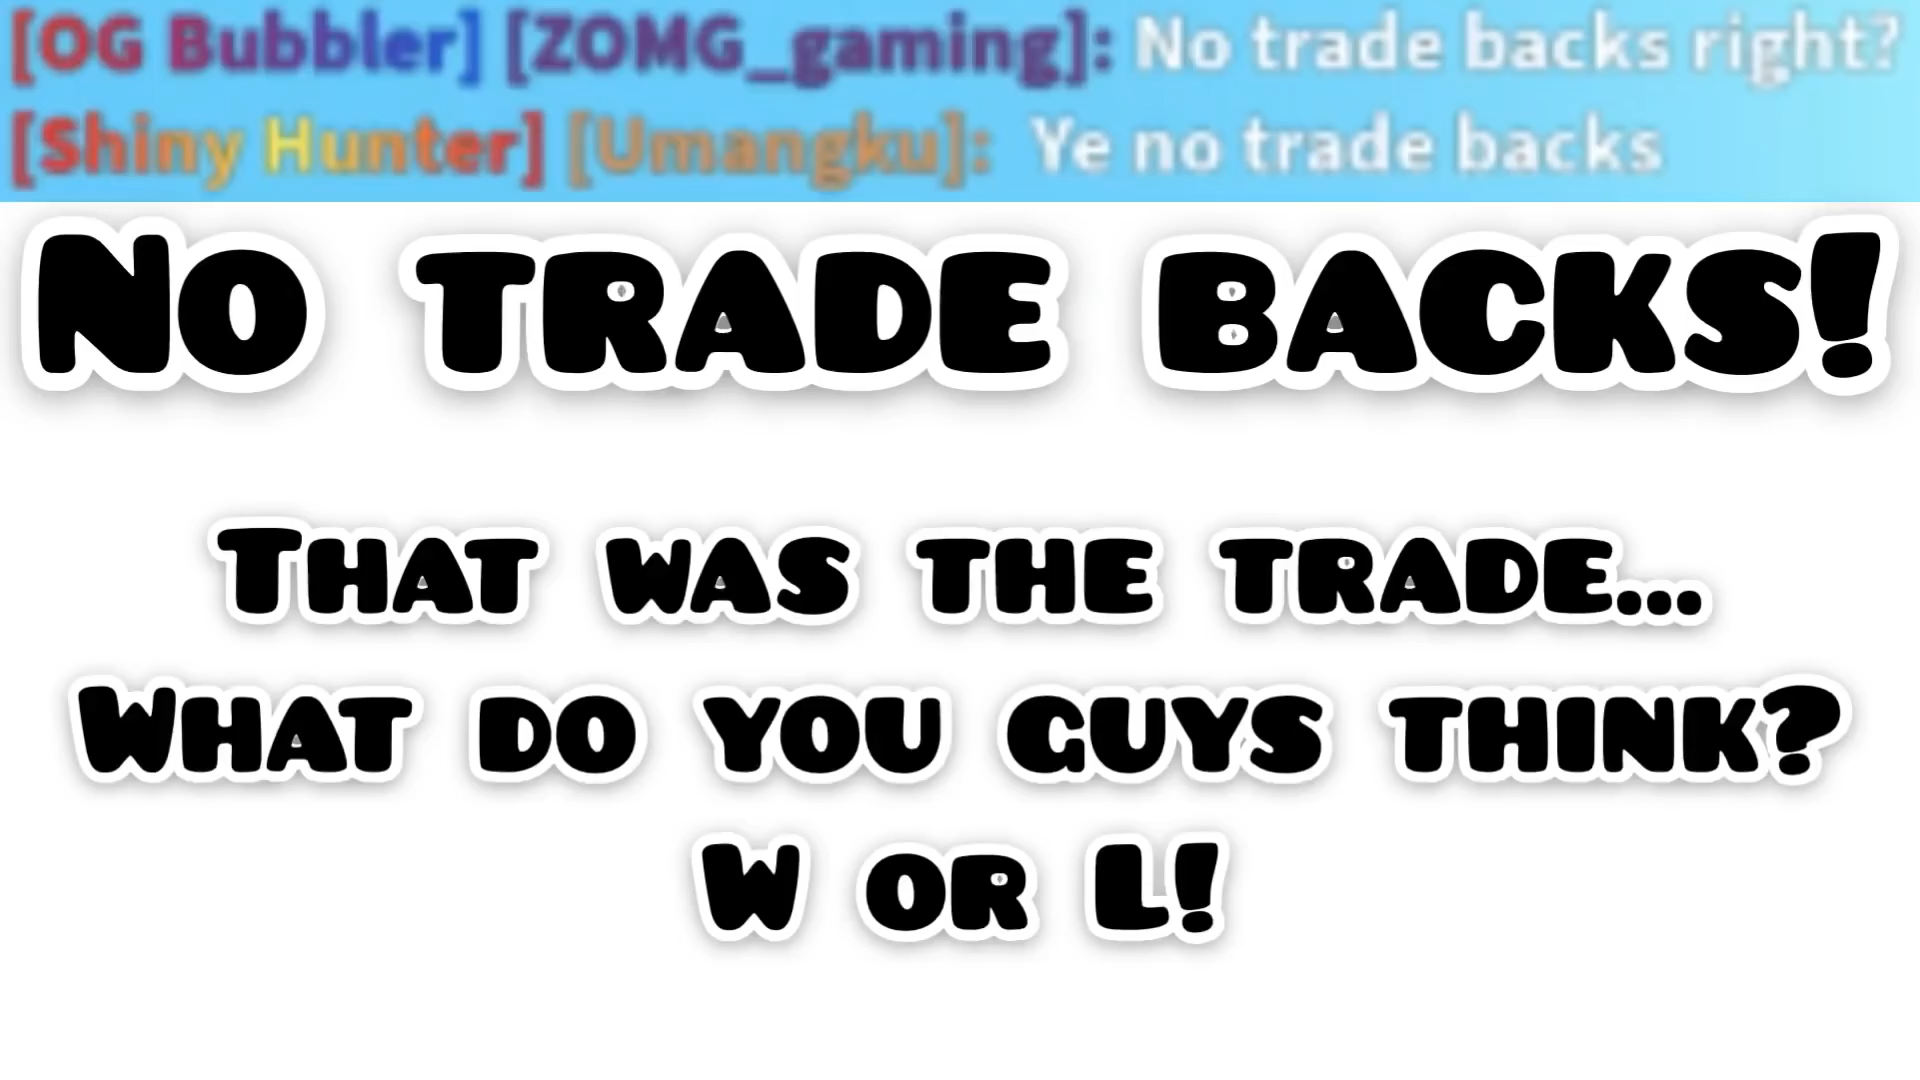 [OG Bubbler] [ZOMG_gaming]: No trade backs right?
[Shiny Hunter] [Umangku]: Ye no trade backs
No trade backs!
That was the trade...
What do you guys think?
W or L!